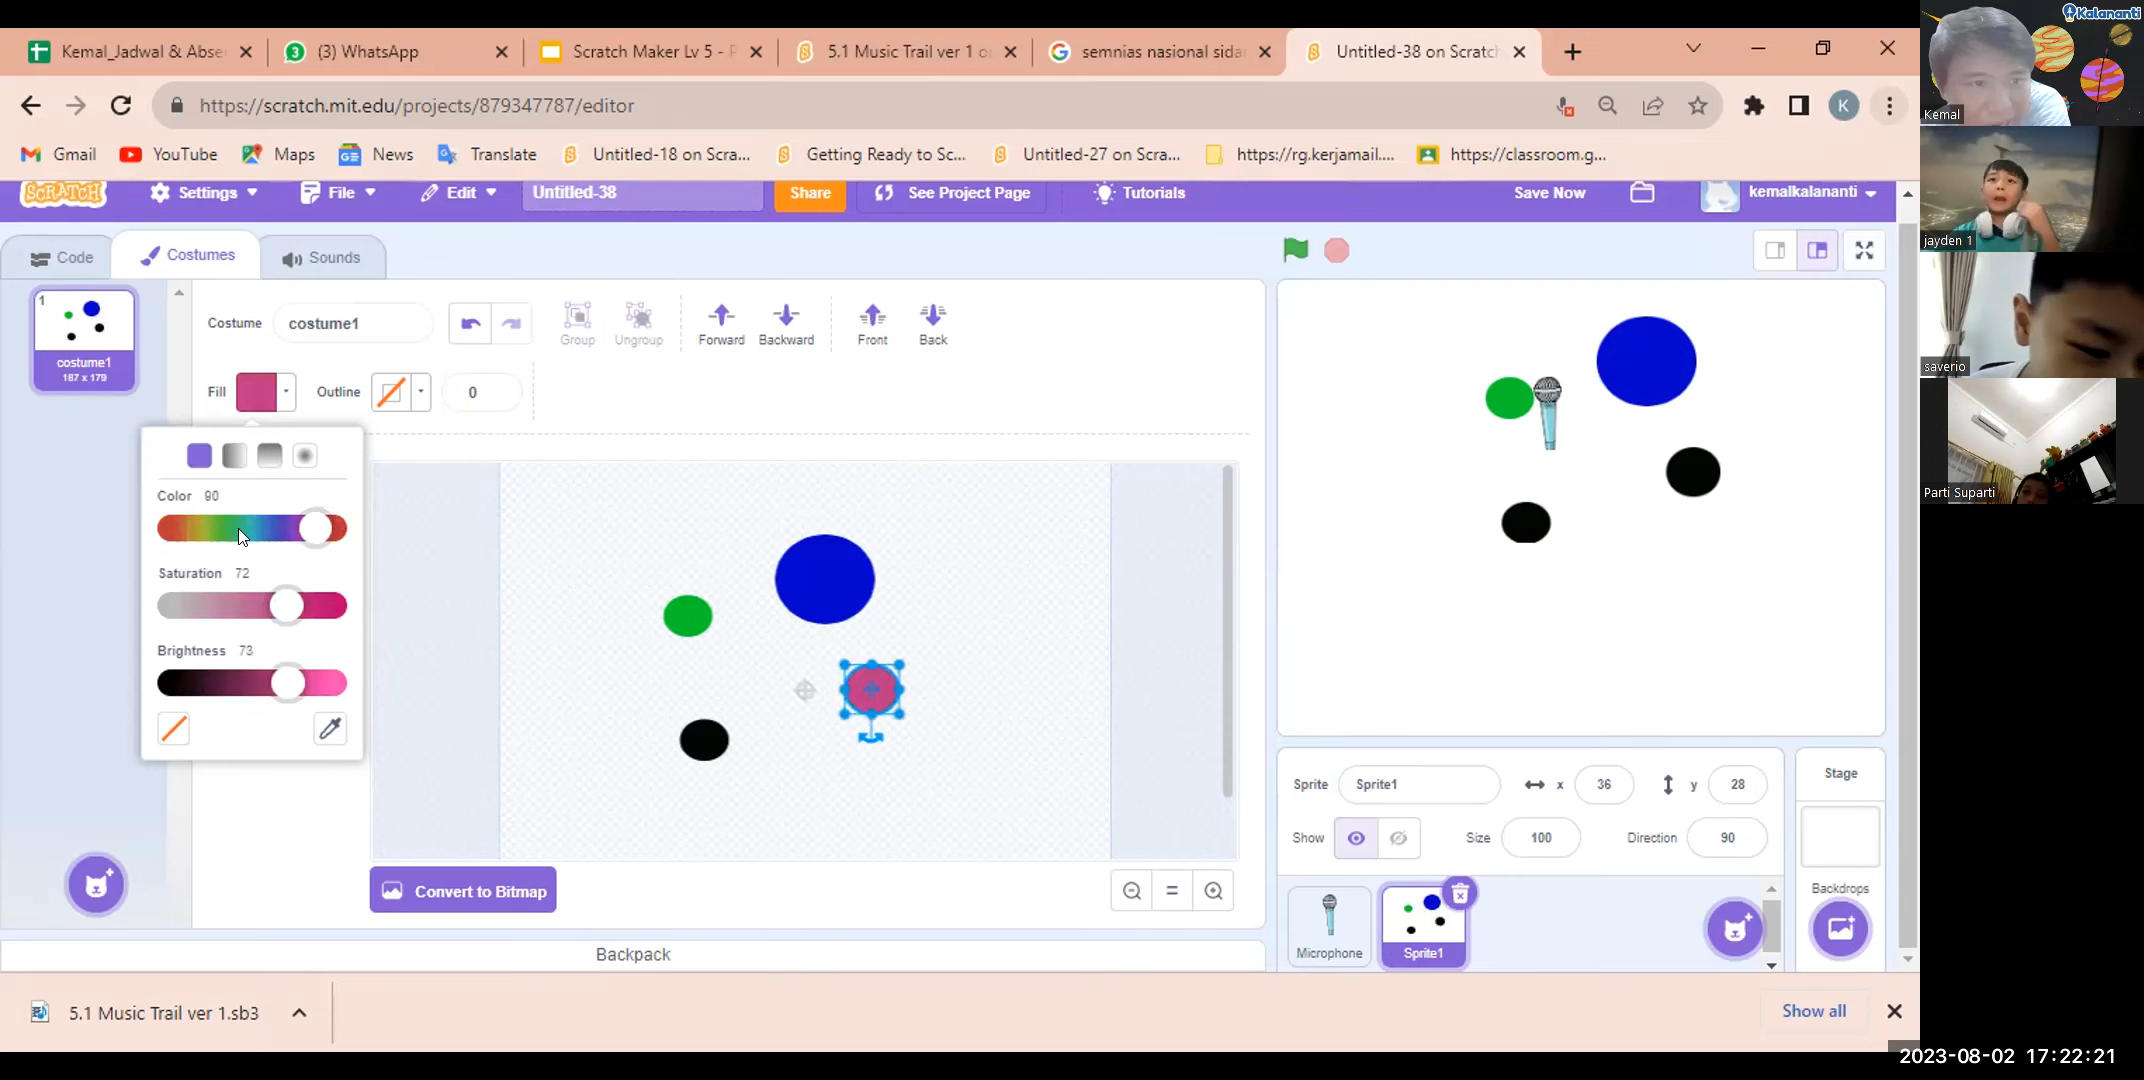 Kemal_Jadwal & Abse
(3) WhatsApp
Scratch Maker Lv 5 - P
5.1 Music Trail ver 1 o
semnias nasional sida
Untitled-38 on Scratch
https://scratch.mit.edu/projects/879347787/editor
K
Gmail
YouTube
Maps
News
Translate
Untitled-18 on Scra...
Getting Ready to Sc...
Untitled-27 on Scra...
https://rg.kerjamail....
https://classroom.g...
SCRATCH
Settings
File
Edit
Untitled-38
Share
See Project Page
Tutorials
Save Now
kemalkalananti
Code
Costumes
Sounds
1
costume1
187 x 179
Costume
costume1
Group
Ungroup
Forward
Backward
Front
Back
Fill
Outline
0
Color 90
Saturation 72
Brightness 73
Convert to Bitmap
Backpack
Sprite
Sprite1
x
36
y
28
Show
Size
100
Direction
90
Stage
Backdrops
Microphone
Sprite1
5.1 Music Trail ver 1.sb3
Show all
Kalananti
Kemal
jayden 1
saverio
Parti Suparti
2023-08-02 17:22:21